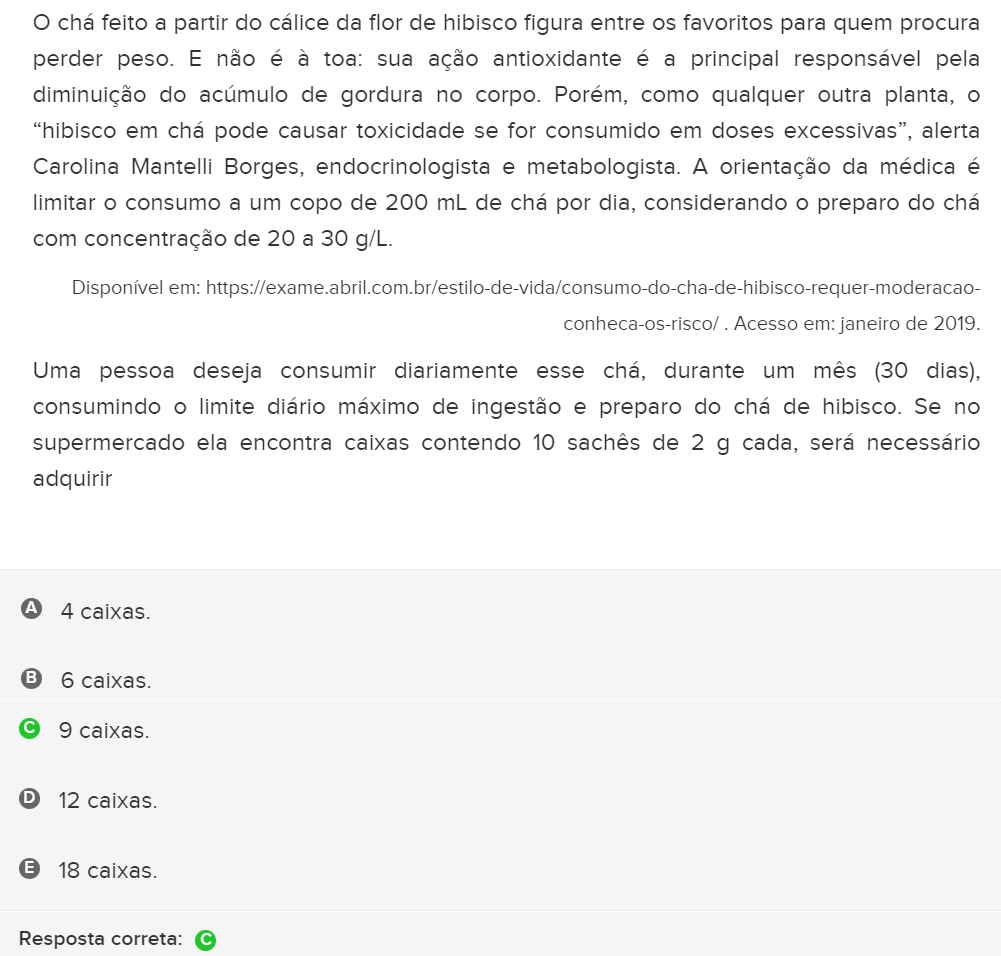 O chá feito a partir do cálice da flor de hibisco figura entre os favoritos para quem procura
perder peso. E não é à toa: sua ação antioxidante é a principal responsável pela
diminuição do acúmulo de gordura no corpo. Porém, como qualquer outra planta, o
“hibisco em chá pode causar toxicidade se for consumido em doses excessivas”, alerta
Carolina Mantelli Borges, endocrinologista e metabologista. A orientação da médica é
limitar o consumo a um copo de 200 mL de chá por dia, considerando o preparo do chá
com concentração de 20 a 30 g/L.
Disponível em: https://exame.abril.com.br/estilo-de-vida/consumo-do-cha-de-hibisco-requer-moderacao-
conheca-os-risco/ . Acesso em: janeiro de 2019.
Uma pessoa deseja consumir diariamente esse chá, durante um mês (30 dias),
consumindo o limite diário máximo de ingestão e preparo do chá de hibisco. Se no
supermercado ela encontra caixas contendo 10 sachês de 2 g cada, será necessário
adquirir
A 4 caixas.
B 6 caixas.
C 9 caixas.
D 12 caixas.
E 18 caixas.
Resposta correta: C